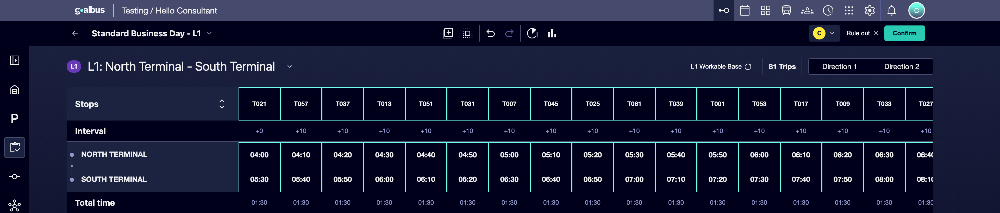 goalbus
Testing / Hello Consultant
C
Standard Business Day - L1
C
Rule out
Confirm
L1
L1: North Terminal - South Terminal
L1 Workable Base
81 Trips
Direction 1
Direction 2
P
Stops T021 T057 T037 T013 T051 T031 T007 T045 T025 T061 T039 T001 T053 T017 T009 T033 T027
Interval +0 +10 +10 +10 +10 +10 +10 +10 +10 +10 +10 +10 +10 +10 +10 +10 +10
NORTH TERMINAL 04:00 04:10 04:20 04:30 04:40 04:50 05:00 05:10 05:20 05:30 05:40 05:50 06:00 06:10 06:20 06:30 06:40
SOUTH TERMINAL 05:30 05:40 05:50 06:00 06:10 06:20 06:30 06:40 06:50 07:00 07:10 07:20 07:30 07:40 07:50 08:00 08:10
Total time 01:30 01:30 01:30 01:30 01:30 01:30 01:30 01:30 01:30 01:30 01:30 01:30 01:30 01:30 01:30 01:30 01:30